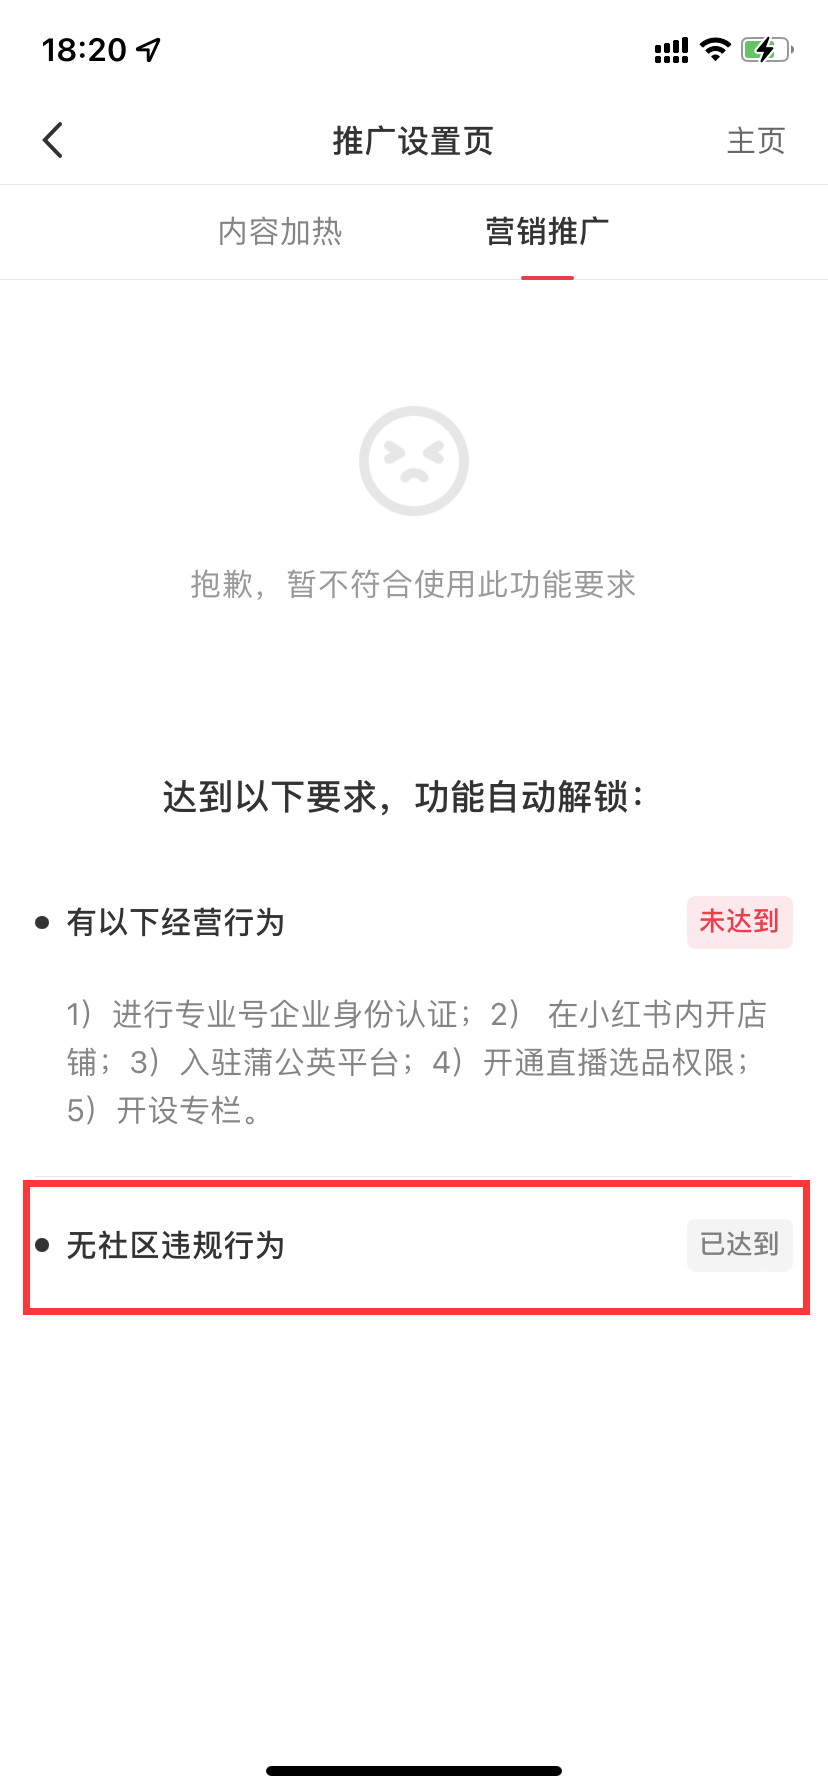 18:20
推广设置页
主页
内容加热
营销推广
抱歉，暂不符合使用此功能要求
达到以下要求，功能自动解锁：
有以下经营行为
未达到
1）进行专业号企业身份认证；2） 在小红书内开店
铺；3）入驻蒲公英平台；4）开通直播选品权限；
5）开设专栏。
无社区违规行为
已达到